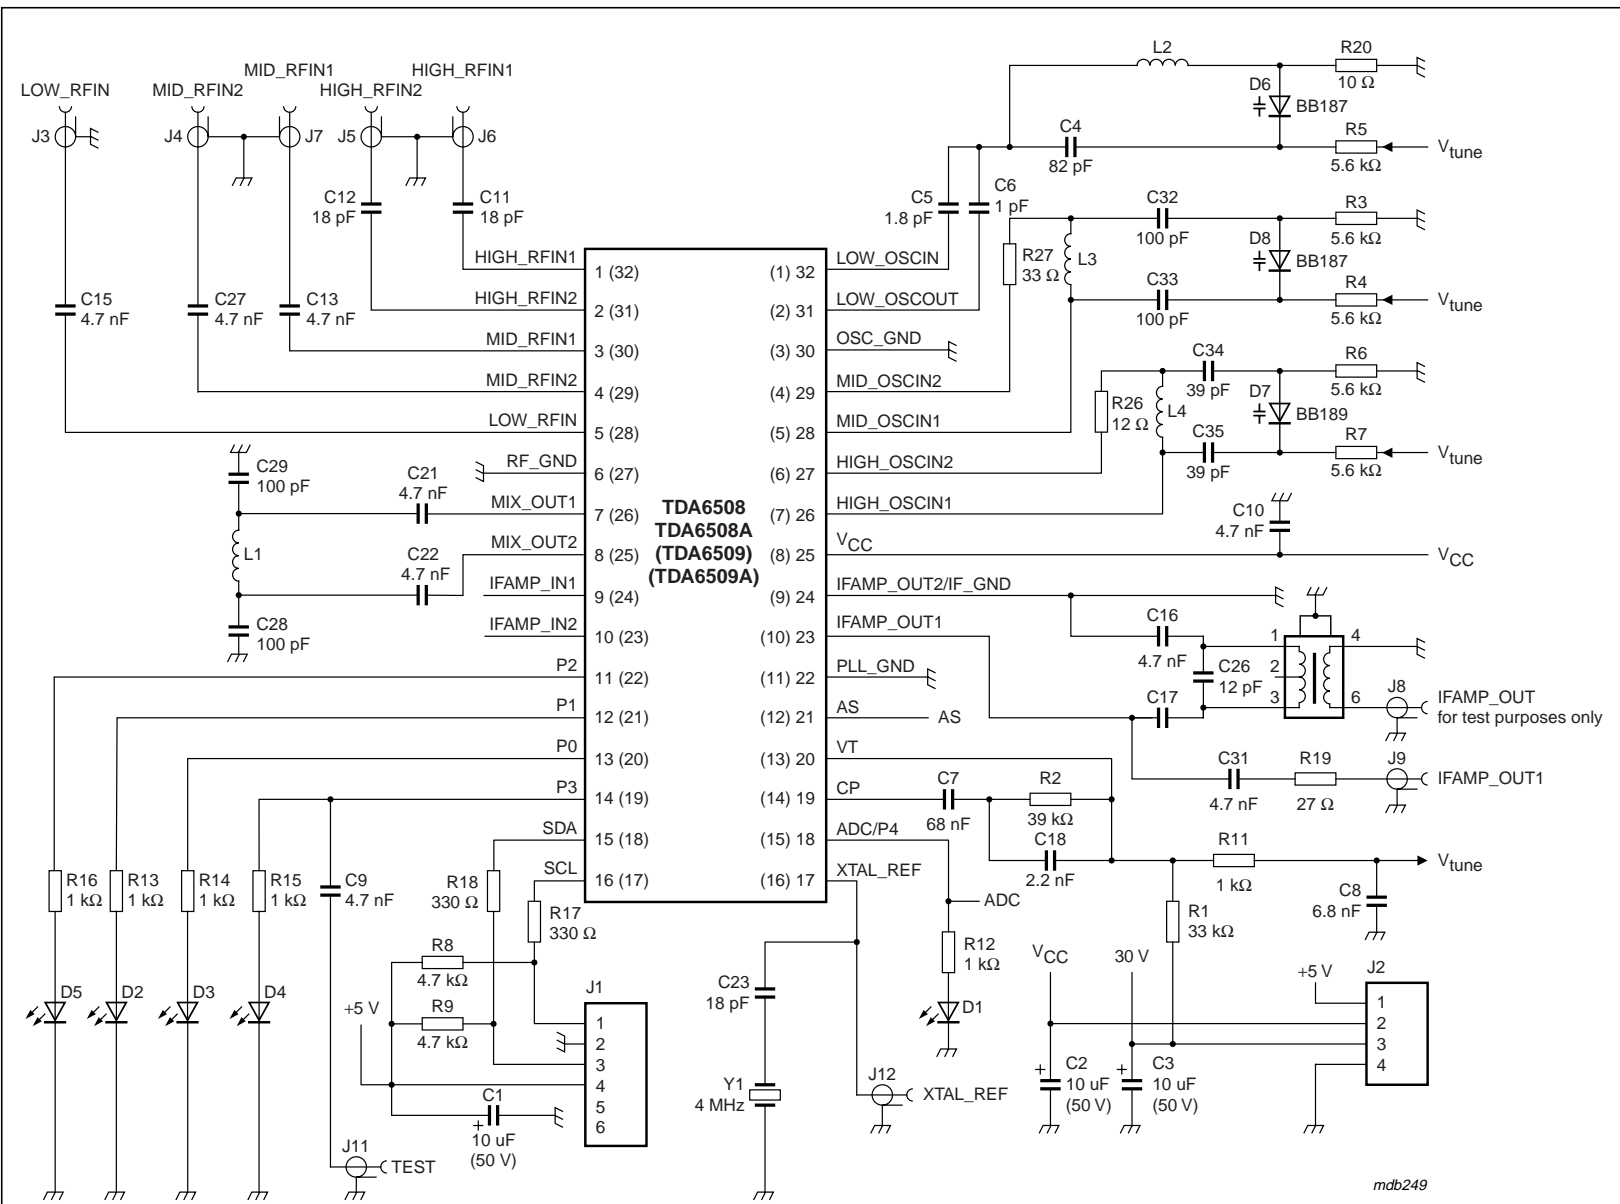 LOW_RFIN
MID_RFIN2
MID_RFIN1
HIGH_RFIN2
HIGH_RFIN1
J3
J4
J7
J5
J6
C12
18 pF
C11
18 pF
C15
4.7 nF
C27
4.7 nF
C13
4.7 nF
HIGH_RFIN1
HIGH_RFIN2
MID_RFIN1
MID_RFIN2
LOW_RFIN
RF_GND
MIX_OUT1
MIX_OUT2
IFAMP_IN1
IFAMP_IN2
P2
P1
P0
P3
SDA
SCL
C29
100 pF
C21
4.7 nF
L1
C22
4.7 nF
C28
100 pF
1 (32)
2 (31)
3 (30)
4 (29)
5 (28)
6 (27)
7 (26)
8 (25)
9 (24)
10 (23)
11 (22)
12 (21)
13 (20)
14 (19)
15 (18)
16 (17)
TDA6508
TDA6508A
(TDA6509)
(TDA6509A)
(1) 32
(2) 31
(3) 30
(4) 29
(5) 28
(6) 27
(7) 26
(8) 25
(9) 24
(10) 23
(11) 22
(12) 21
(13) 20
(14) 19
(15) 18
(16) 17
LOW_OSCIN
LOW_OSCOUT
OSC_GND
MID_OSCIN2
MID_OSCIN1
HIGH_OSCIN2
HIGH_OSCIN1
VCC
IFAMP_OUT2/IF_GND
IFAMP_OUT1
PLL_GND
AS
AS
VT
CP
ADC/P4
XTAL_REF
L2
R20
10 Ω
D6
BB187
C4
82 pF
R5
5.6 kΩ
Vtune
C5
1.8 pF
C6
1 pF
C32
100 pF
R3
5.6 kΩ
R27
33 Ω
L3
D8
BB187
C33
100 pF
R4
5.6 kΩ
Vtune
C34
39 pF
R6
5.6 kΩ
R26
12 Ω
L4
D7
BB189
C35
39 pF
R7
5.6 kΩ
Vtune
C10
4.7 nF
VCC
C16
4.7 nF
C26
12 pF
C17
1
2
3
4
6
J8
IFAMP_OUT
for test purposes only
C31
4.7 nF
R19
27 Ω
J9
IFAMP_OUT1
C7
68 nF
R2
39 kΩ
C18
2.2 nF
R11
1 kΩ
Vtune
C8
6.8 nF
R1
33 kΩ
ADC
R12
1 kΩ
D1
R16
1 kΩ
R13
1 kΩ
R14
1 kΩ
R15
1 kΩ
C9
4.7 nF
R18
330 Ω
R17
330 Ω
R8
4.7 kΩ
R9
4.7 kΩ
+5 V
D5
D2
D3
D4
J1
1
2
3
4
5
6
C1
+
10 uF
(50 V)
J11
TEST
C23
18 pF
Y1
4 MHz
J12
XTAL_REF
VCC
30 V
+
C2
10 uF
(50 V)
+
C3
10 uF
(50 V)
+5 V
J2
1
2
3
4
mdb249